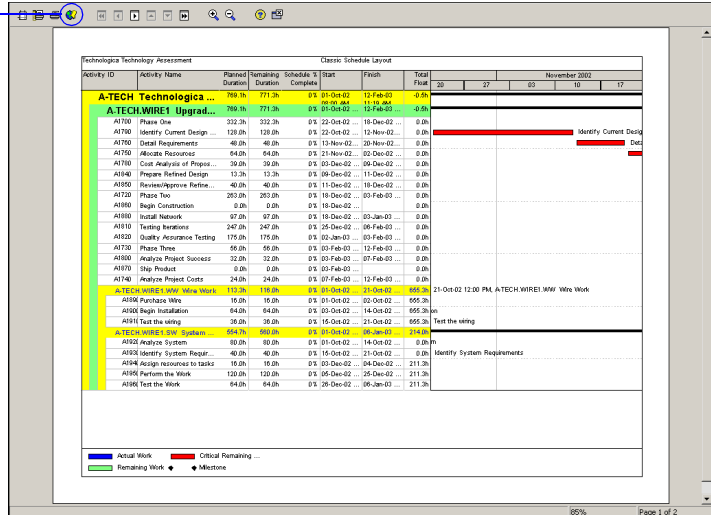 Technologica Technology Assessment Classic Schedule Layout
Activity ID Activity Name Planned Duration Remaining Duration Schedule % Complete Start Finish Total Float November 2002
20 27 03 10 17
A-TECH Technologica ... 769.1h 771.3h 0% 01-Oct-02 08:00 AM 12-Feb-03 11:19 AM -0.5h
A-TECH.WIRE1 Upgrad... 769.1h 771.3h 0% 01-Oct-02 ... 12-Feb-03 ... -0.5h
A1700 Phase One 332.3h 332.3h 0% 22-Oct-02 ... 18-Dec-02 ... 0.0h
A1790 Identify Current Design ... 128.0h 128.0h 0% 22-Oct-02 ... 12-Nov-02... 0.0h Identify Current Desig
A1760 Detail Requirements 48.0h 48.0h 0% 13-Nov-02... 20-Nov-02... 0.0h Deta
A1750 Allocate Resources 64.0h 64.0h 0% 21-Nov-02... 02-Dec-02 ... 0.0h
A1780 Cost Analysis of Propos... 39.0h 39.0h 0% 03-Dec-02 ... 09-Dec-02 ... 0.0h
A1840 Prepare Refined Design 13.3h 13.3h 0% 09-Dec-02 ... 11-Dec-02 ... 0.0h
A1850 Review/Approve Refine... 40.0h 40.0h 0% 11-Dec-02 ... 18-Dec-02 ... 0.0h
A1720 Phase Two 263.0h 263.0h 0% 18-Dec-02 ... 03-Feb-03 ... 0.0h
A1860 Begin Construction 0.0h 0.0h 0% 18-Dec-02 ... 0.0h
A1880 Install Network 97.0h 97.0h 0% 18-Dec-02 ... 03-Jan-03 ... 0.0h
A1810 Testing Iterations 247.0h 247.0h 0% 25-Dec-02 ... 06-Feb-03 ... 0.0h
A1820 Quality Assurance Testing 175.0h 175.0h 0% 02-Jan-03 ... 03-Feb-03 ... 0.0h
A1730 Phase Three 56.0h 56.0h 0% 03-Feb-03 ... 12-Feb-03 ... 0.0h
A1800 Analyze Project Success 32.0h 32.0h 0% 03-Feb-03 ... 07-Feb-03 ... 0.0h
A1870 Ship Product 0.0h 0.0h 0% 03-Feb-03 ... 0.0h
A1740 Analyze Project Costs 24.0h 24.0h 0% 07-Feb-03 ... 12-Feb-03 ... 0.0h
A-TECH.WIRE1.WW Wire Work 113.3h 116.0h 0% 01-Oct-02 ... 21-Oct-02 ... 655.3h 21-Oct-02 12:00 PM, A-TECH.WIRE1.WW Wire Work
A189( Purchase Wire 16.0h 16.0h 0% 01-Oct-02 ... 02-Oct-02 ... 655.3h
A190( Begin Installation 64.0h 64.0h 0% 03-Oct-02 ... 14-Oct-02 ... 655.3h on
A191( Test the wiring 36.0h 36.0h 0% 15-Oct-02 ... 21-Oct-02 ... 655.3h Test the wiring
A-TECH.WIRE1.SW System ... 554.7h 560.0h 0% 01-Oct-02 ... 06-Jan-03 ... 214.0h
A192( Analyze System 80.0h 80.0h 0% 01-Oct-02 ... 14-Oct-02 ... 0.0h m
A193( Identify System Requir... 40.0h 40.0h 0% 15-Oct-02 ... 21-Oct-02 ... 0.0h Identify System Requirements
A194( Assign resources to tasks 16.0h 16.0h 0% 03-Dec-02 ... 04-Dec-02 ... 211.3h
A195( Perform the Work 120.0h 120.0h 0% 05-Dec-02 ... 25-Dec-02 ... 211.3h
A196( Test the Work 64.0h 64.0h 0% 26-Dec-02 ... 06-Jan-03 ... 211.3h
Actual Work Critical Remaining ...
Remaining Work Milestone
85% Page 1 of 2